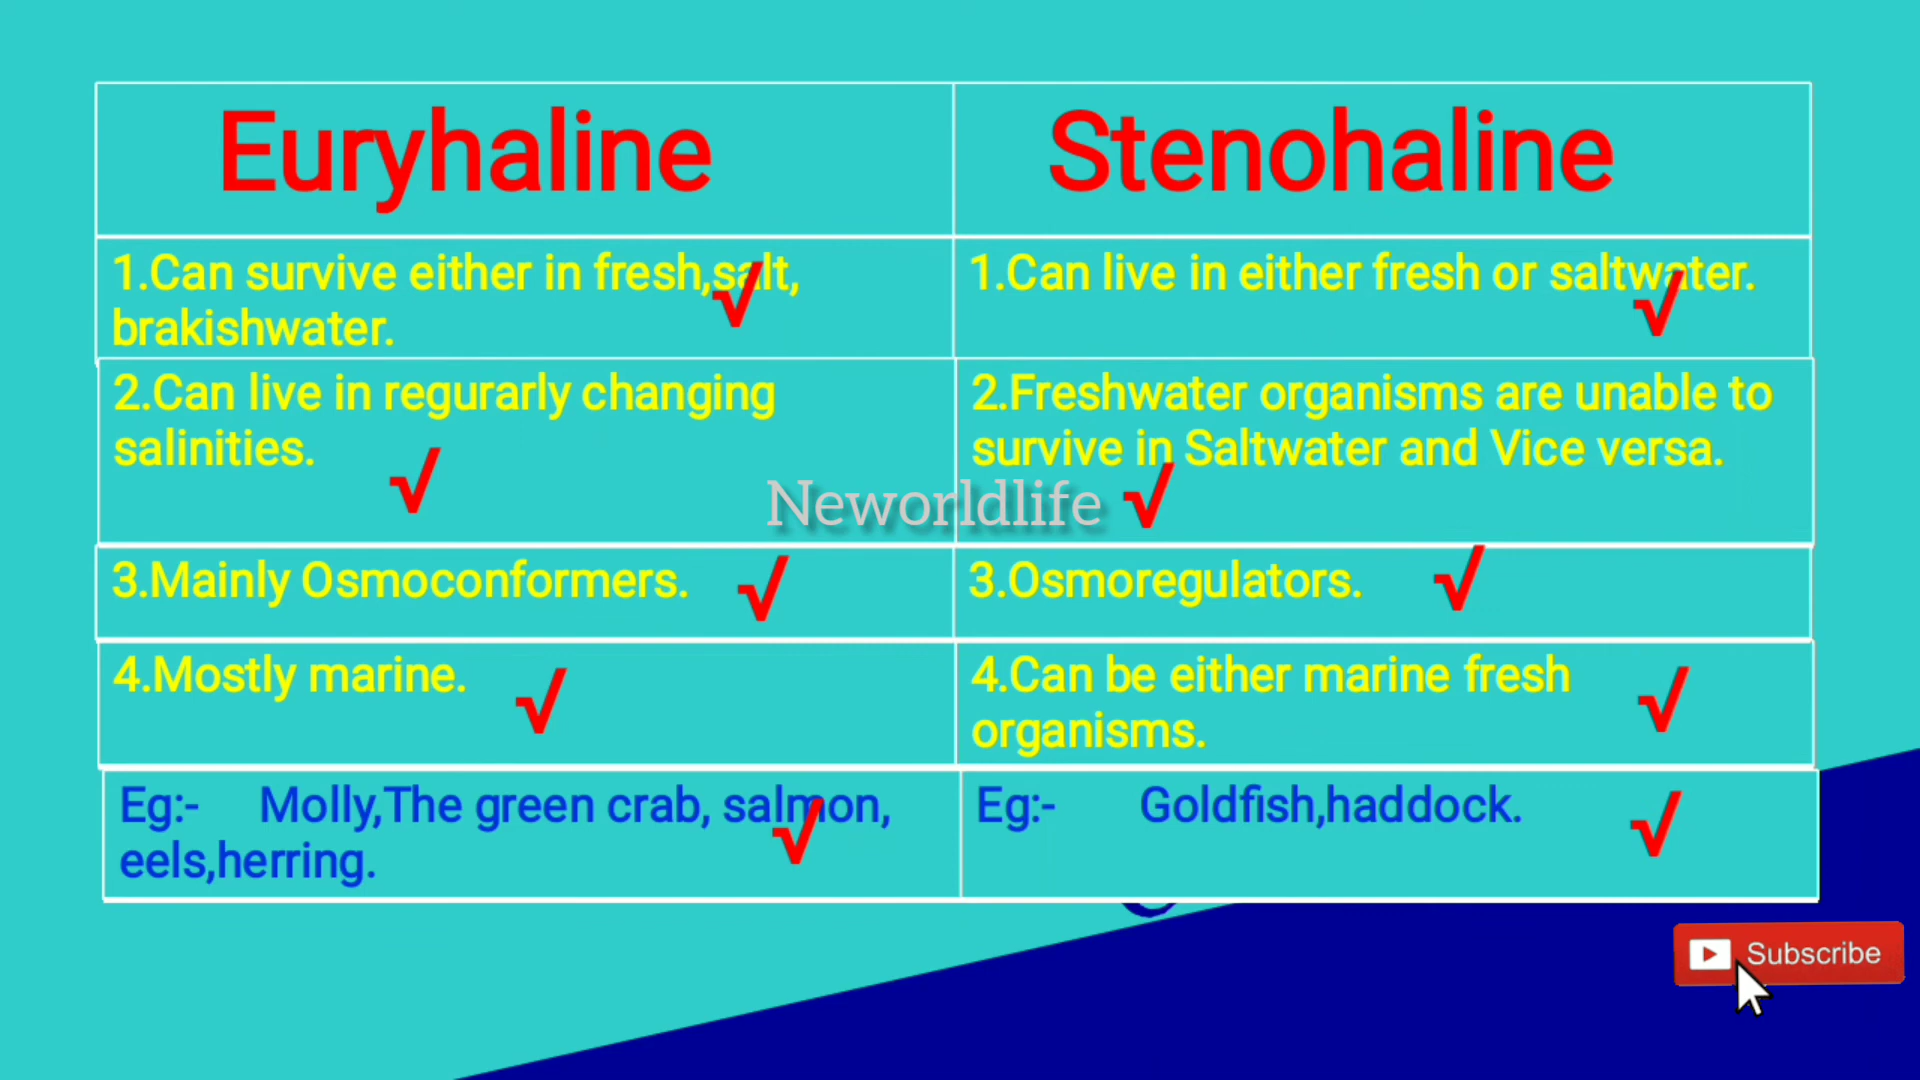 Euryhaline
Stenohaline
1.Can survive either in fresh,salt,
brakishwater.
1.Can live in either fresh or saltwater.
2.Can live in regurarly changing
salinities.
2.Freshwater organisms are unable to
survive in Saltwater and Vice versa.
Neworldlife
3.Mainly Osmoconformers.
3.Osmoregulators.
4.Mostly marine.
4.Can be either marine fresh
organisms.
Eg:- Molly,The green crab, salmon,
eels,herring.
Eg:- Goldfish,haddock.
Subscribe